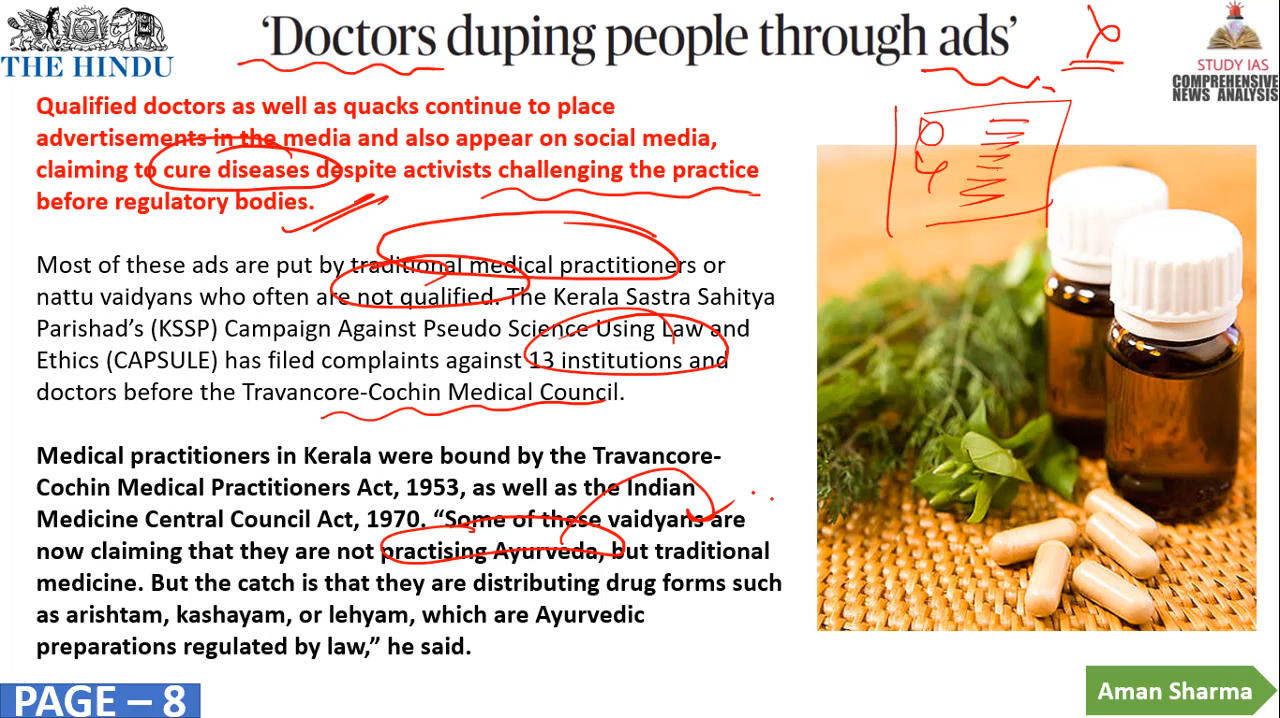 THE HINDU
‘Doctors duping people through ads’
STUDY IAS
COMPREHENSIVE
NEWS ANALYSIS
Qualified doctors as well as quacks continue to place
advertisements in the media and also appear on social media,
claiming to cure diseases despite activists challenging the practice
before regulatory bodies.
Most of these ads are put by traditional medical practitioners or
nattu vaidyans who often are not qualified. The Kerala Sastra Sahitya
Parishad’s (KSSP) Campaign Against Pseudo Science Using Law and
Ethics (CAPSULE) has filed complaints against 13 institutions and
doctors before the Travancore-Cochin Medical Council.
Medical practitioners in Kerala were bound by the Travancore-
Cochin Medical Practitioners Act, 1953, as well as the Indian
Medicine Central Council Act, 1970. “Some of these vaidyans are
now claiming that they are not practising Ayurveda, but traditional
medicine. But the catch is that they are distributing drug forms such
as arishtam, kashayam, or lehyam, which are Ayurvedic
preparations regulated by law,” he said.
PAGE – 8
Aman Sharma